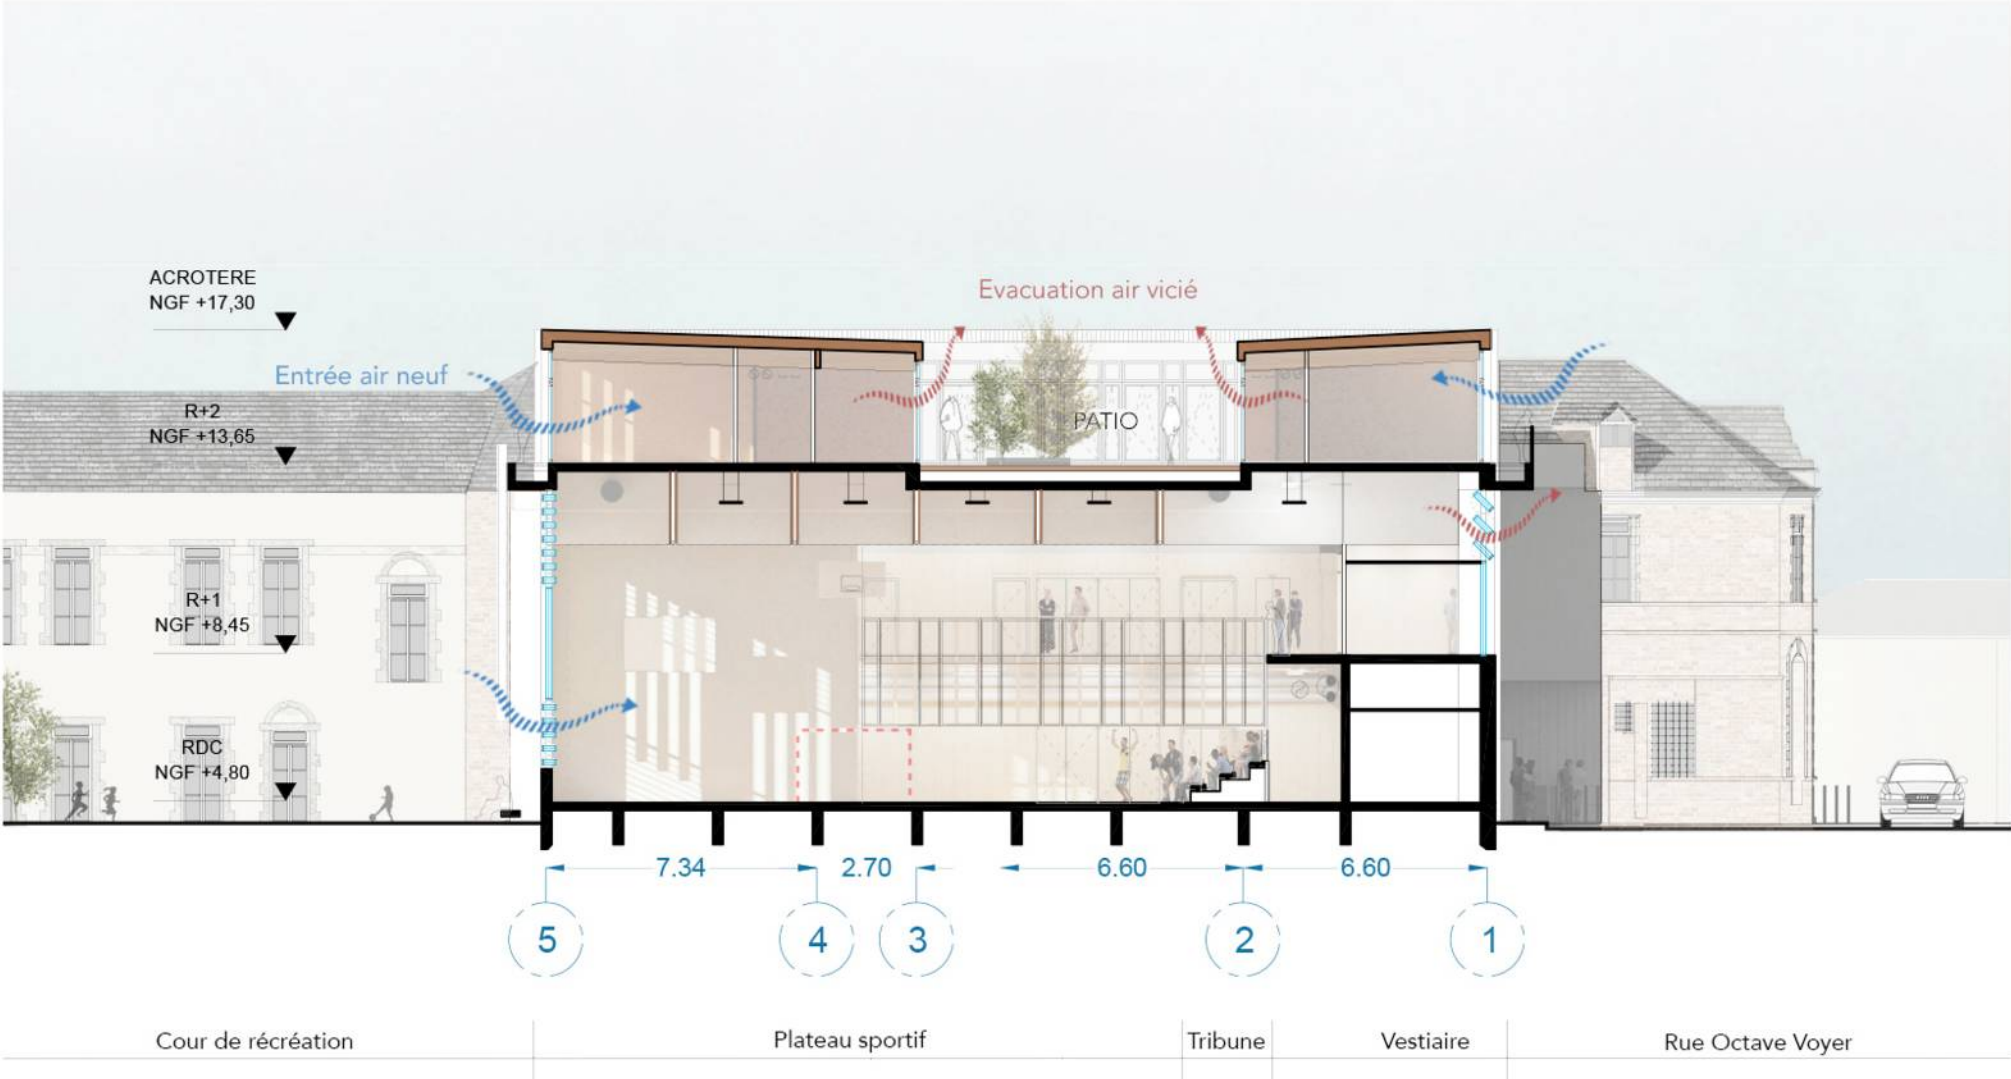 ACROTERE
NGF +17,30
Evacuation air vicié
Entrée air neuf
R+2
NGF +13,65
PATIO
R+1
NGF +8,45
RDC
NGF +4,80
7.34
2.70
6.60
6.60
5
4
3
2
1
Cour de récréation
Plateau sportif
Tribune
Vestiaire
Rue Octave Voyer